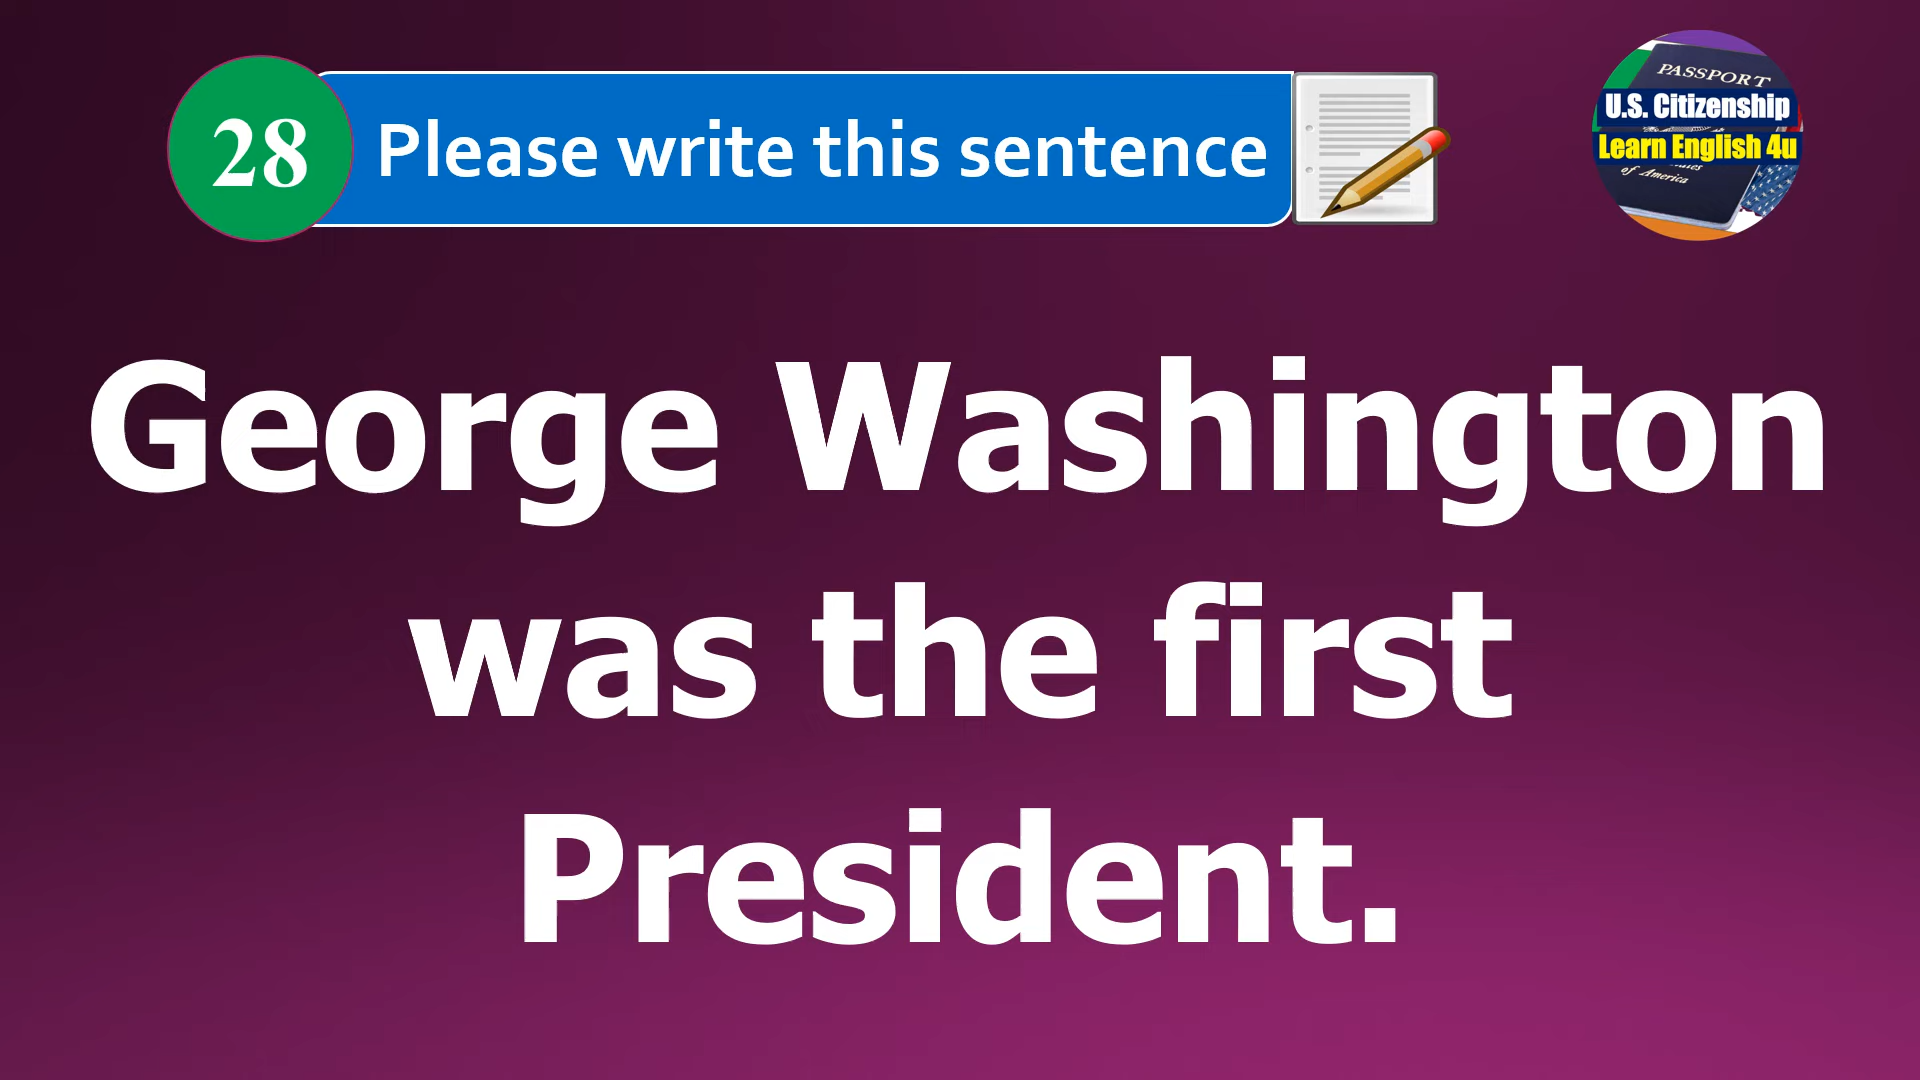 28
Please write this sentence
PASSPORT
U.S. Citizenship
Learn English 4u
of America
George Washington
was the first
President.